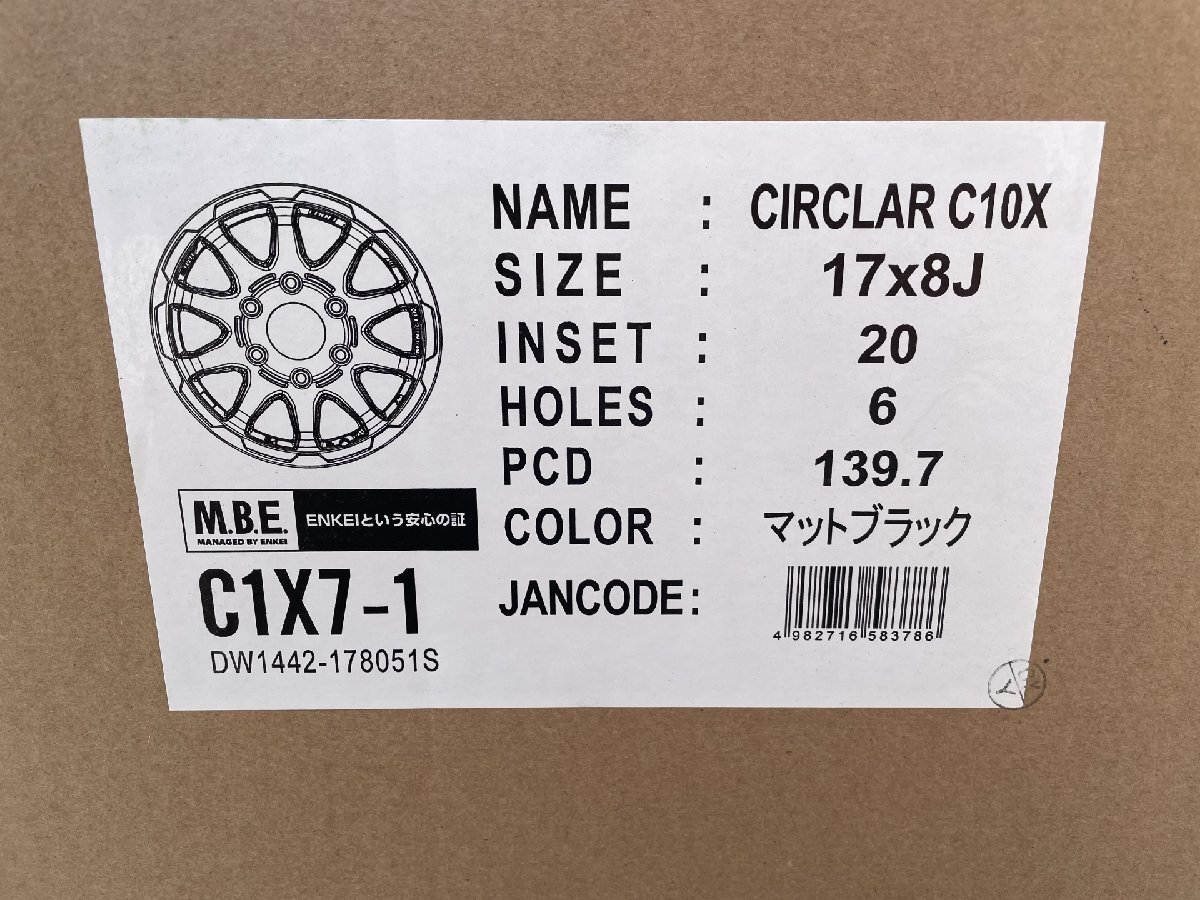 NAME : CIRCLAR C10X
SIZE : 17x8J
INSET : 20
HOLES : 6
PCD : 139.7
COLOR : マットブラック
JANCODE:
4 982716 583786
M.B.E.
MANAGED BY ENKEI
ENKEIという安心の証
C1X7-1
DW1442-178051S